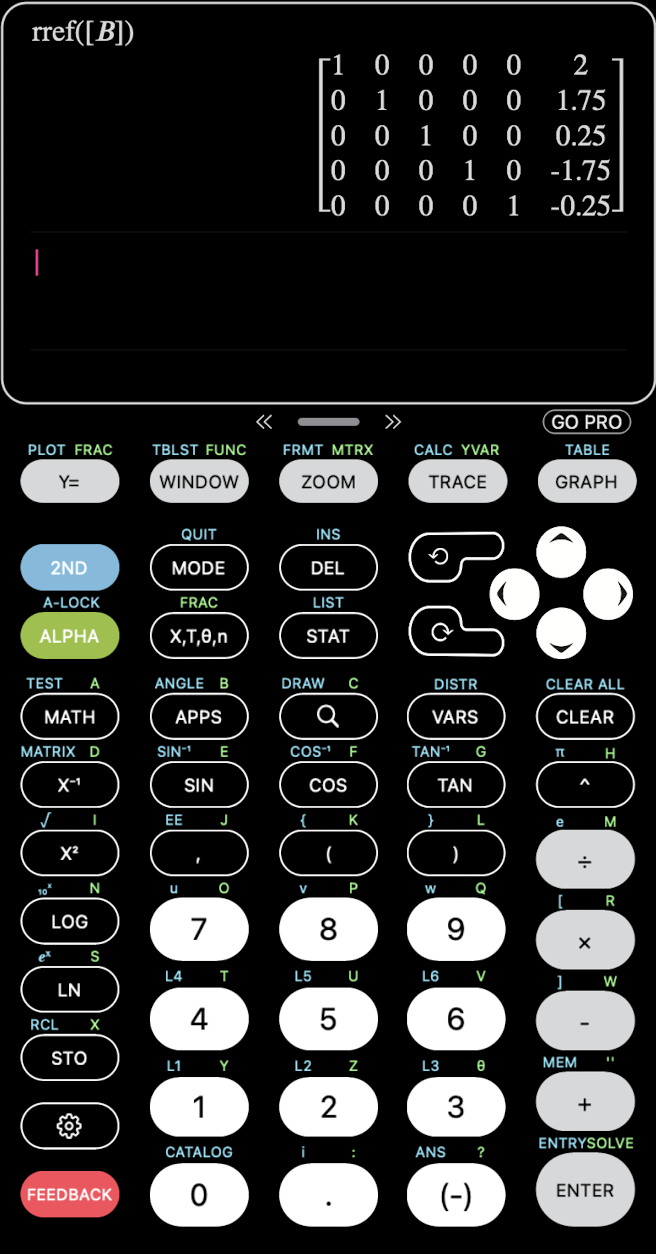 rref([B])
1 0 0 0 0 2
0 1 0 0 0 1.75
0 0 1 0 0 0.25
0 0 0 1 0 -1.75
0 0 0 0 1 -0.25
GO PRO
PLOT FRAC TBLST FUNC FRMT MTRX CALC YVAR TABLE
Y= WINDOW ZOOM TRACE GRAPH
QUIT INS
2ND MODE DEL
A-LOCK FRAC LIST
ALPHA X,T,θ,n STAT
TEST A ANGLE B DRAW C DISTR CLEAR ALL
MATH APPS VARS CLEAR
MATRIX D SIN⁻¹ E COS⁻¹ F TAN⁻¹ G π H
X⁻¹ SIN COS TAN ^
√ I EE J { K } L e M
X² , ( ) ÷
10ˣ N u O v P w Q [ R
LOG 7 8 9 ×
eˣ S L4 T L5 U L6 V ] W
LN 4 5 6 -
RCL X L1 Y L2 Z L3 θ MEM "
STO 1 2 3 +
CATALOG i : ANS ? ENTRY SOLVE
FEEDBACK 0 . (-) ENTER